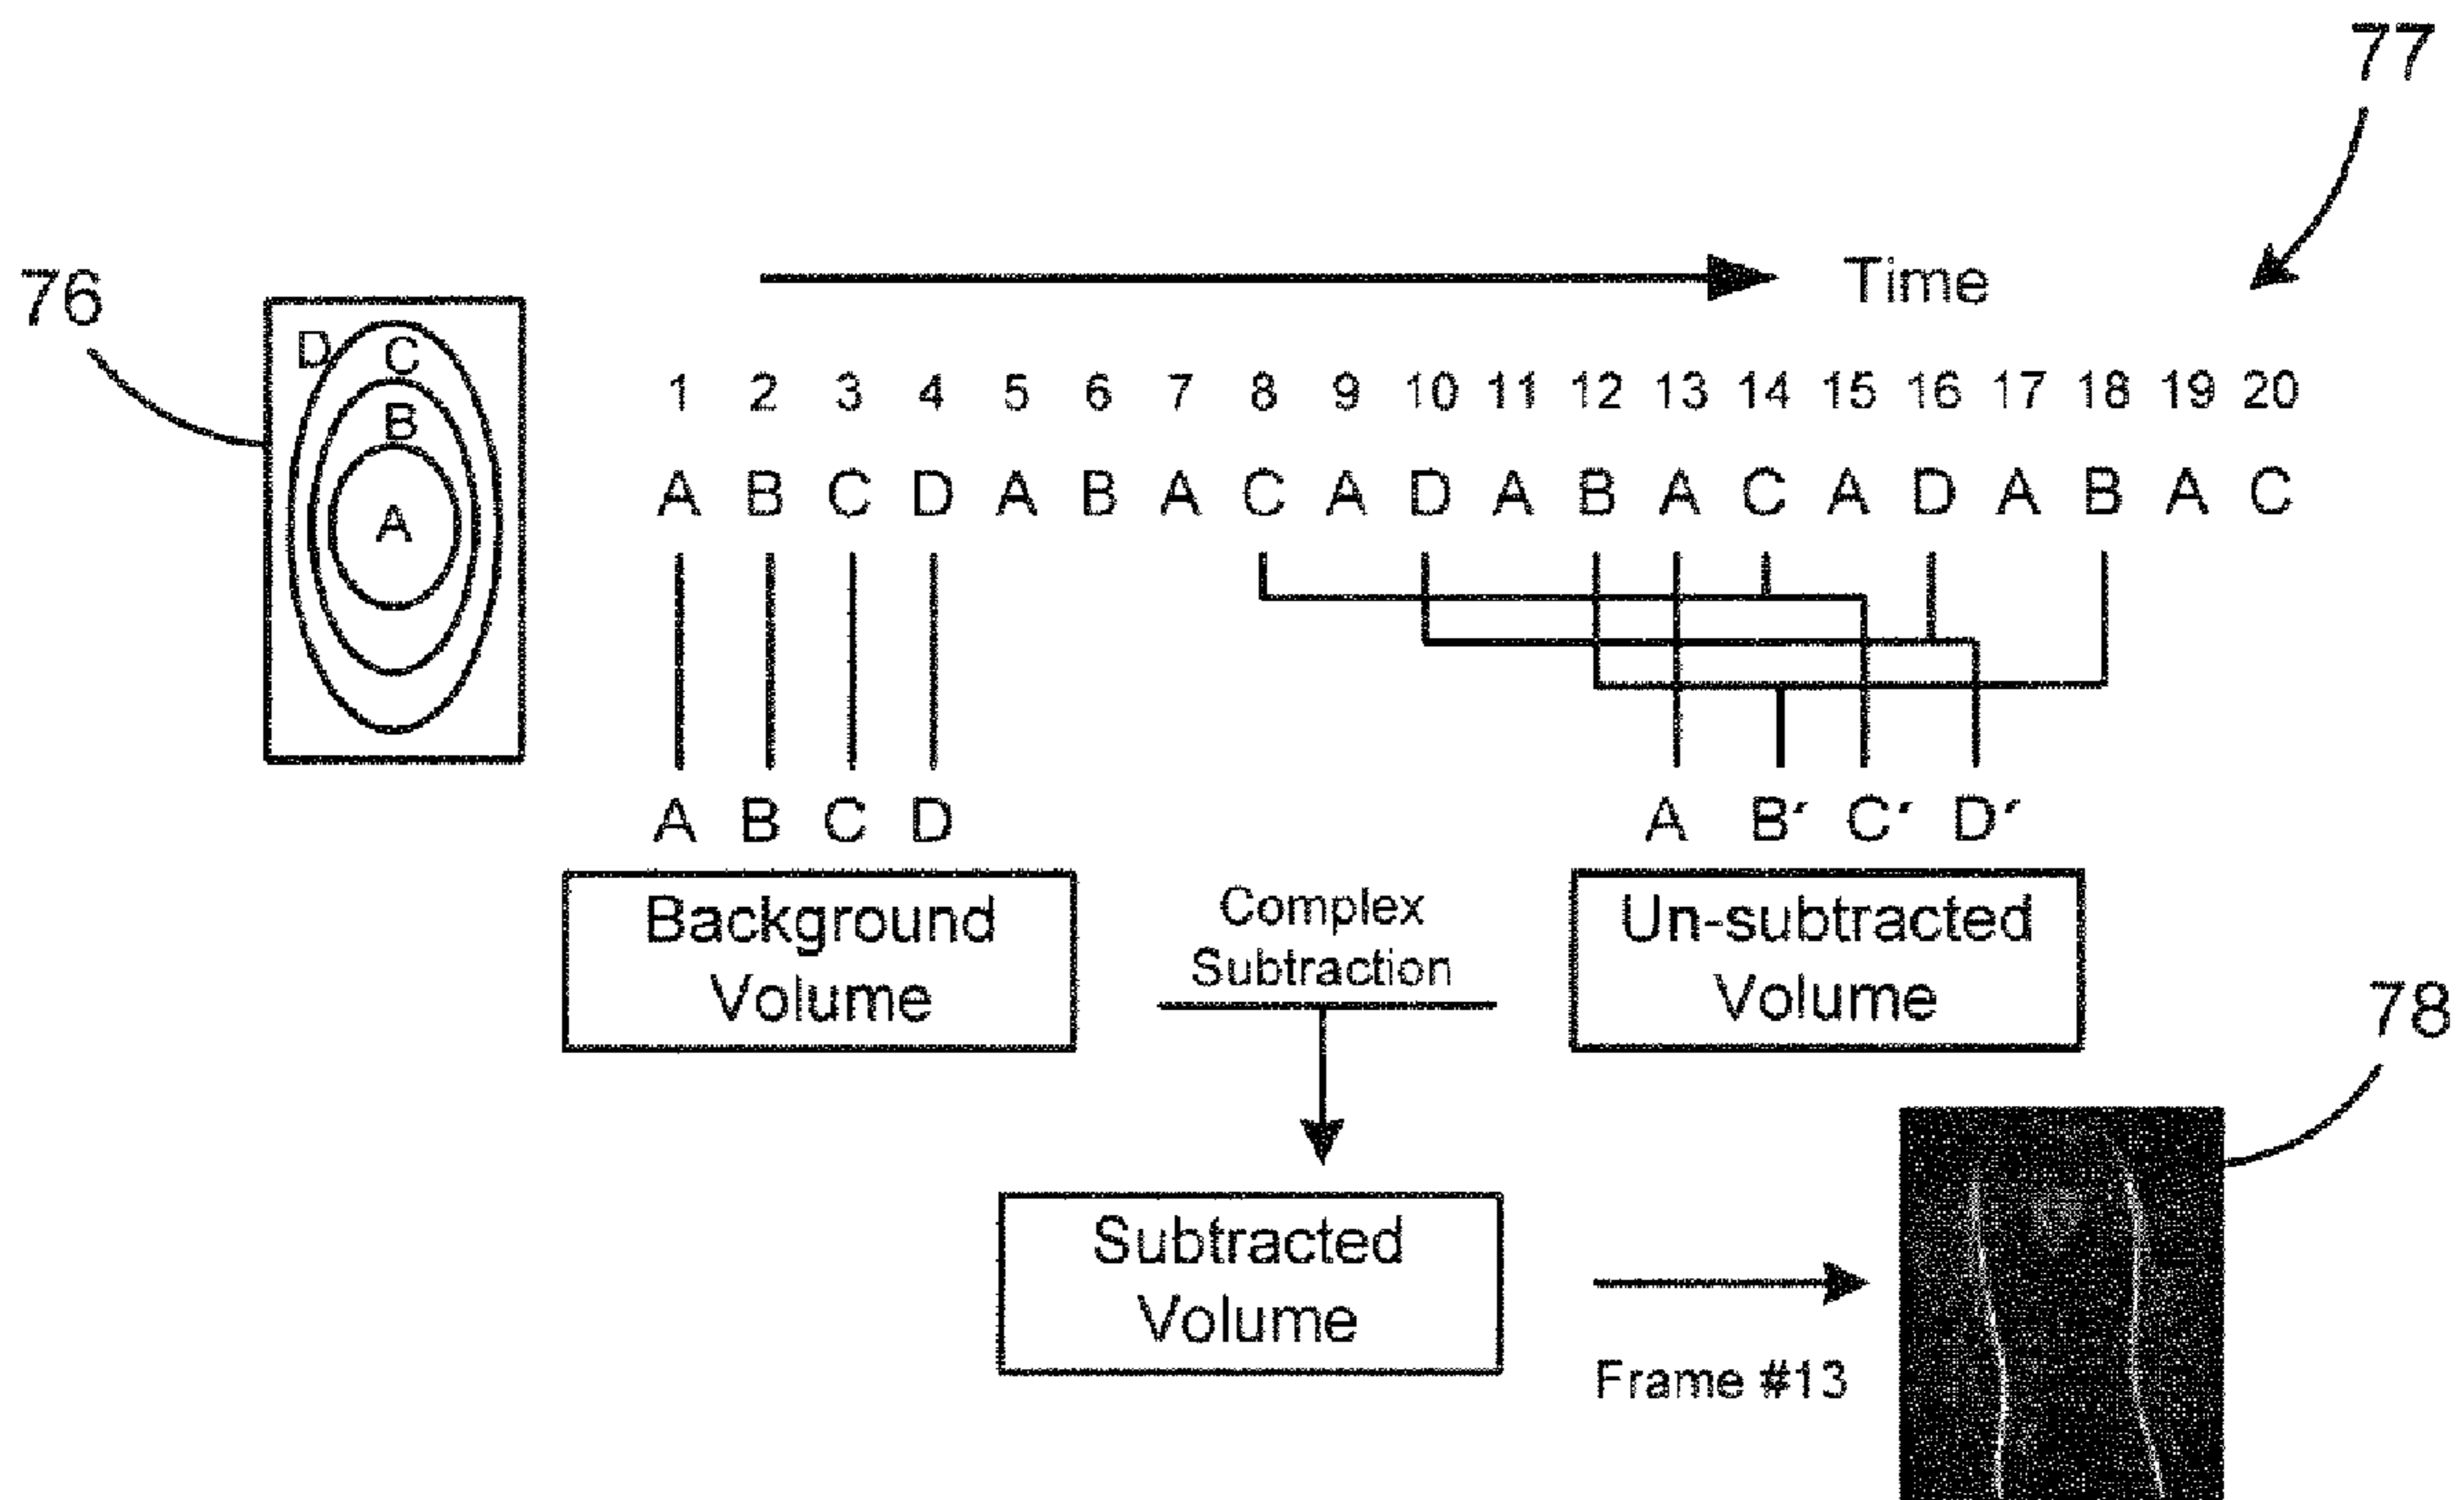 77
76
Time
D C
B
A
1 2 3 4 5 6 7 8 9 10 11 12 13 14 15 16 17 18 19 20
A B C D A B A C A D A B A C A D A B A C
A B C D
A B′ C′ D′
Background
Volume
Complex
Subtraction
Un-subtracted
Volume
78
Subtracted
Volume
Frame #13